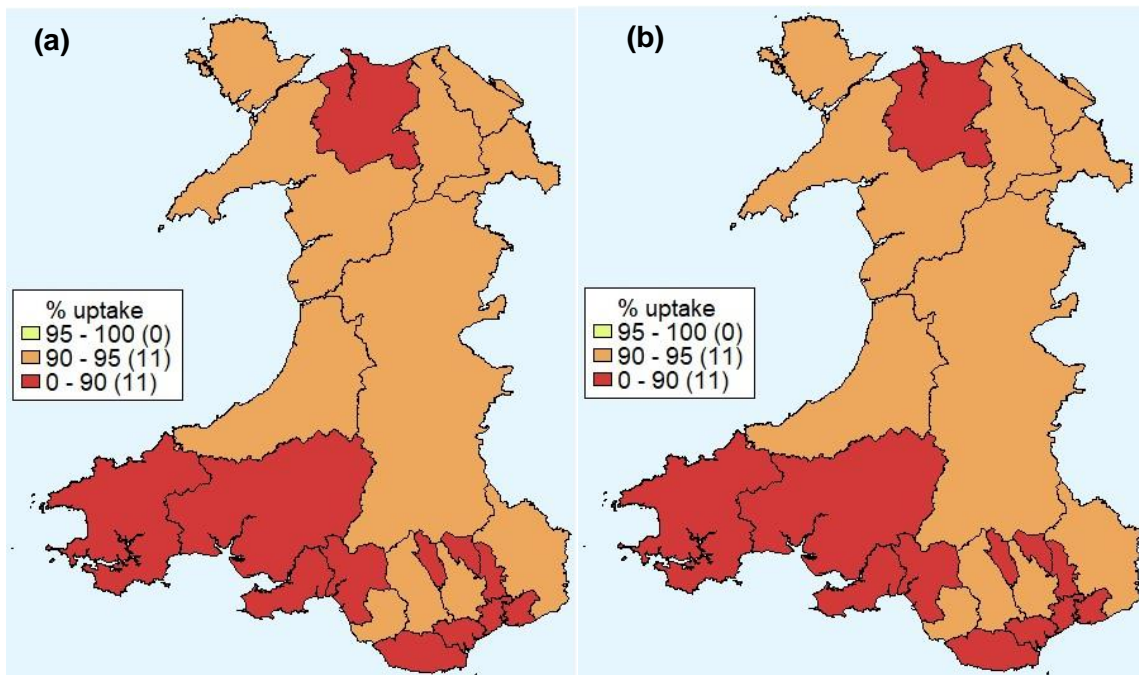 (a)
% uptake
95 - 100 (0)
90 - 95 (11)
0 - 90 (11)
(b)
% uptake
95 - 100 (0)
90 - 95 (11)
0 - 90 (11)